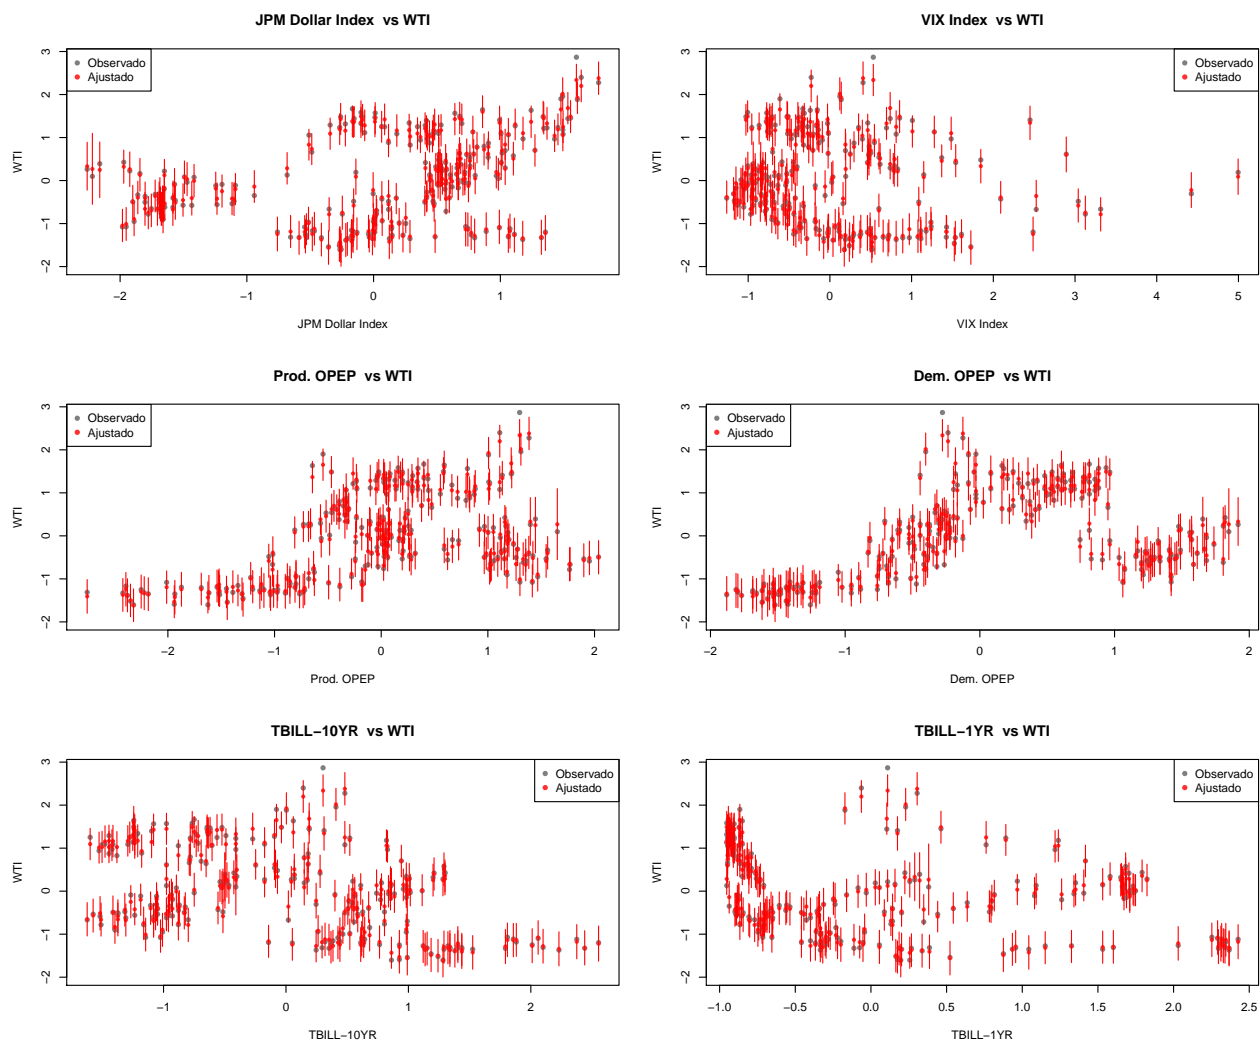 JPM Dollar Index  vs WTI
Observado
Ajustado
WTI
3
2
1
0
−1
−2
−2 −1 0 1
JPM Dollar Index
VIX Index  vs WTI
Observado
Ajustado
WTI
3
2
1
0
−1
−2
−1 0 1 2 3 4 5
VIX Index
Prod. OPEP  vs WTI
Observado
Ajustado
WTI
3
2
1
0
−1
−2
−2 −1 0 1 2
Prod. OPEP
Dem. OPEP  vs WTI
Observado
Ajustado
WTI
3
2
1
0
−1
−2
−2 −1 0 1 2
Dem. OPEP
TBILL−10YR  vs WTI
Observado
Ajustado
WTI
3
2
1
0
−1
−2
−1 0 1 2
TBILL−10YR
TBILL−1YR  vs WTI
Observado
Ajustado
WTI
3
2
1
0
−1
−2
−1.0 −0.5 0.0 0.5 1.0 1.5 2.0 2.5
TBILL−1YR